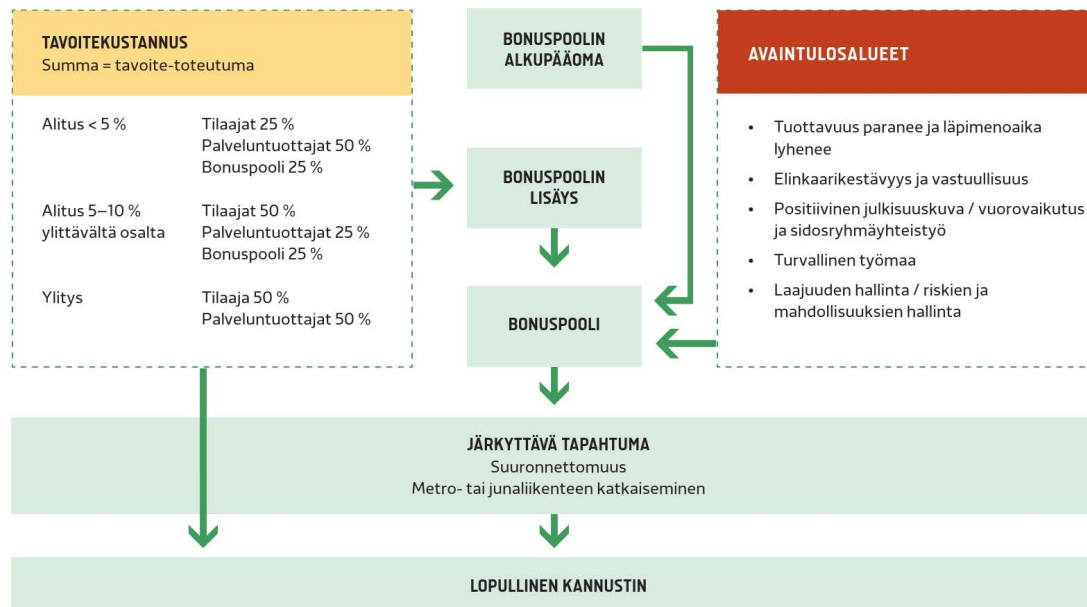 TAVOITEKUSTANNUS
Summa = tavoite-toteutuma
Alitus < 5 %
Tilaajat 25 %
Palveluntuottajat 50 %
Bonuspooli 25 %
Alitus 5–10 %
ylittävältä osalta
Tilaajat 50 %
Palveluntuottajat 25 %
Bonuspooli 25 %
Ylitys
Tilaaja 50 %
Palveluntuottajat 50 %
BONUSPOOLIN
ALKUPÄÄOMA
BONUSPOOLIN
LISÄYS
BONUSPOOLI
AVAINTULOSALUEET
• Tuottavuus paranee ja läpimenoaika
lyhenee
• Elinkaarikestävyys ja vastuullisuus
• Positiivinen julkisuuskuva / vuorovaikutus
ja sidosryhmäyhteistyö
• Turvallinen työmaa
• Laajuuden hallinta / riskien ja
mahdollisuuksien hallinta
JÄRKYTTÄVÄ TAPAHTUMA
Suuronnettomuus
Metro- tai junaliikenteen katkaiseminen
LOPULLINEN KANNUSTIN